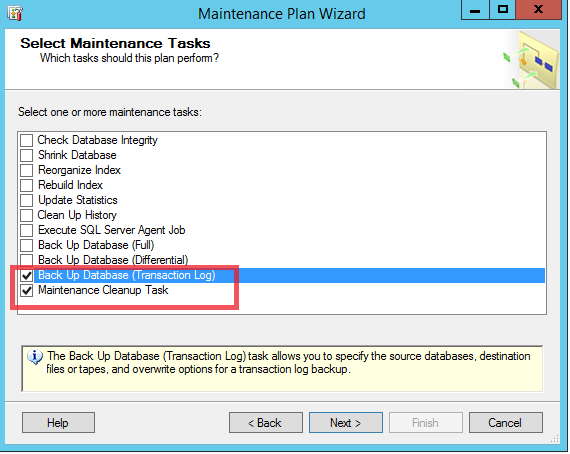 Maintenance Plan Wizard
Select Maintenance Tasks
Which tasks should this plan perform?
Select one or more maintenance tasks:
Check Database Integrity
Shrink Database
Reorganize Index
Rebuild Index
Update Statistics
Clean Up History
Execute SQL Server Agent Job
Back Up Database (Full)
Back Up Database (Differential)
Back Up Database (Transaction Log)
Maintenance Cleanup Task
The Back Up Database (Transaction Log) task allows you to specify the source databases, destination
files or tapes, and overwrite options for a transaction log backup.
Help
< Back
Next >
Finish
Cancel